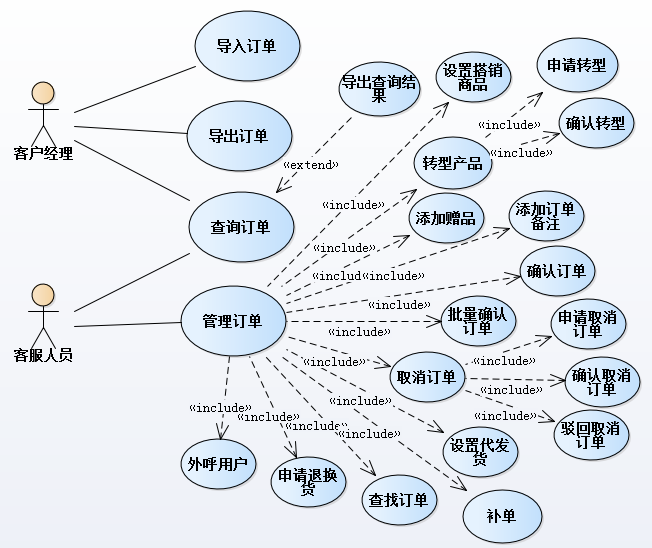 导入订单
导出查询结
果
设置搭销
商品
申请转型
客户经理
导出订单
«include»
确认转型
«include»
转型产品
«extend»
«include»
查询订单
添加赠品
添加订单
备注
«include»
«include»
«include»
确认订单
«include»
管理订单
批量确认
订单
申请取消
订单
«include»
客服人员
«include»
取消订单
«include»
确认取消
订单
«include»
«include»
«include»
«include»
«include»
«include»
驳回取消
订单
外呼用户
申请退换
货
设置代发
货
查找订单
补单